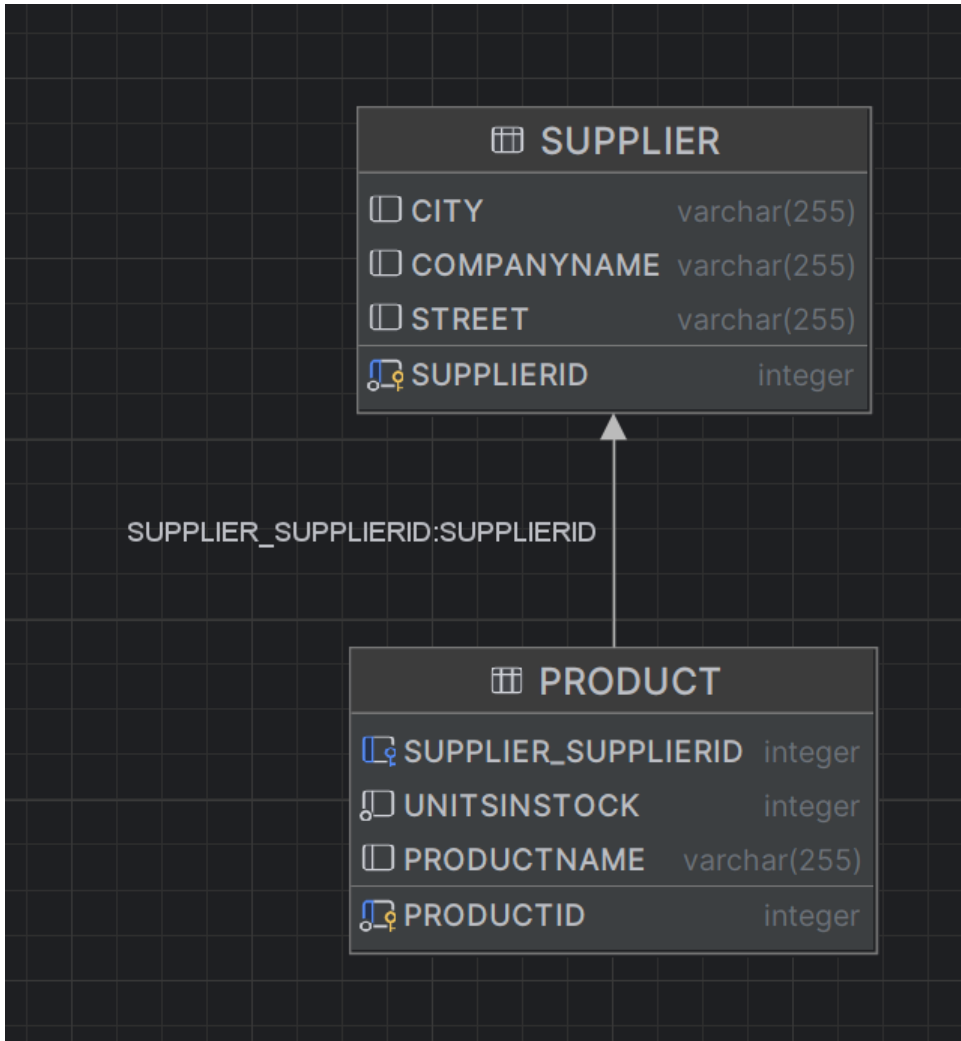 SUPPLIER
CITY varchar(255)
COMPANYNAME varchar(255)
STREET varchar(255)
SUPPLIERID integer
SUPPLIER_SUPPLIERID:SUPPLIERID
PRODUCT
SUPPLIER_SUPPLIERID integer
UNITSINSTOCK integer
PRODUCTNAME varchar(255)
PRODUCTID integer